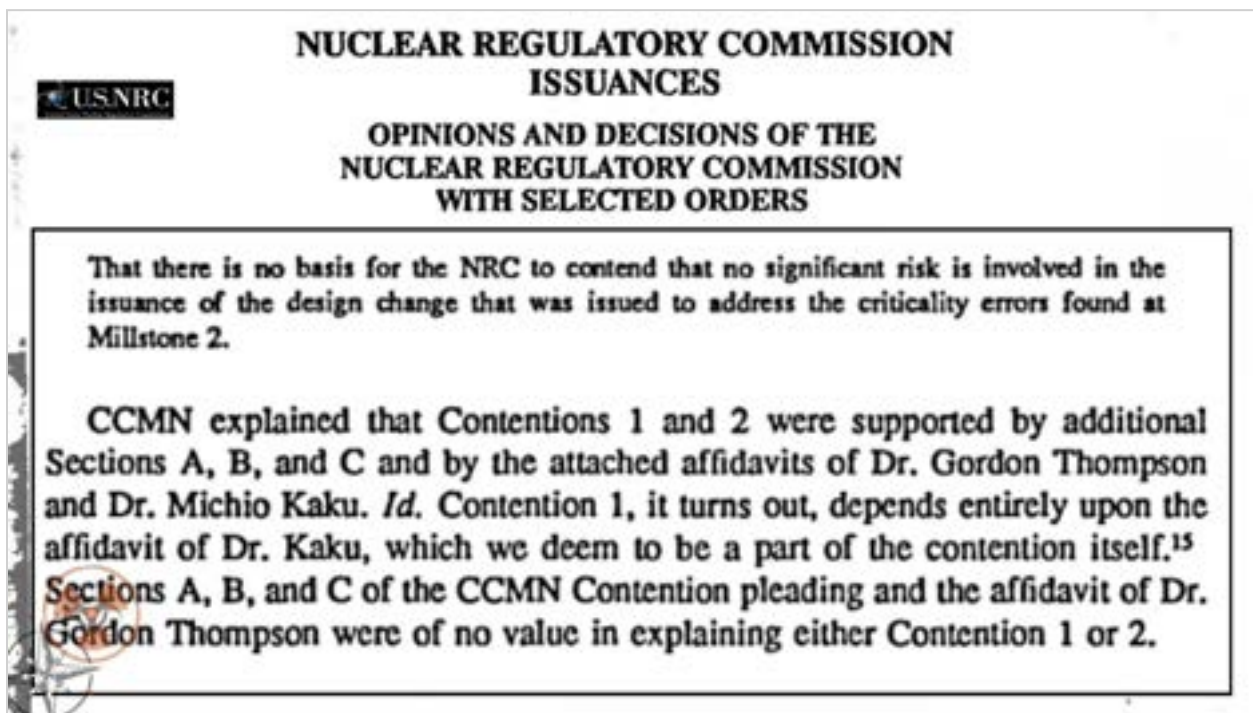 NUCLEAR REGULATORY COMMISSION
ISSUANCES
U.S.NRC
OPINIONS AND DECISIONS OF THE
NUCLEAR REGULATORY COMMISSION
WITH SELECTED ORDERS
That there is no basis for the NRC to contend that no significant risk is involved in the
issuance of the design change that was issued to address the criticality errors found at
Millstone 2.
CCMN explained that Contentions 1 and 2 were supported by additional
Sections A, B, and C and by the attached affidavits of Dr. Gordon Thompson
and Dr. Michio Kaku. Id. Contention 1, it turns out, depends entirely upon the
affidavit of Dr. Kaku, which we deem to be a part of the contention itself.15
Sections A, B, and C of the CCMN Contention pleading and the affidavit of Dr.
Gordon Thompson were of no value in explaining either Contention 1 or 2.